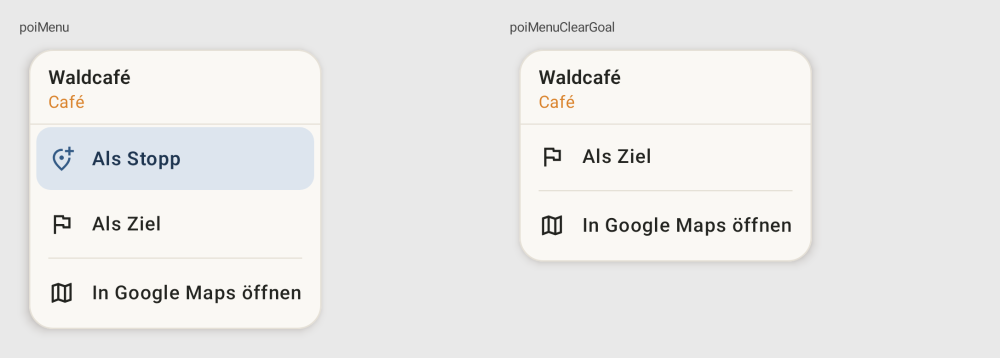 poiMenu
Waldcafé
Café
Als Stopp
Als Ziel
In Google Maps öffnen
poiMenuClearGoal
Waldcafé
Café
Als Ziel
In Google Maps öffnen